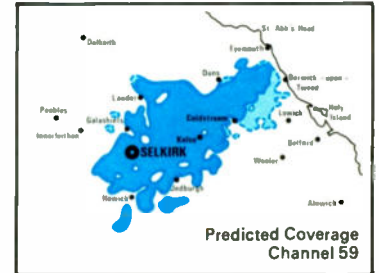 St Abb's Head
Dalkeith
Eyemouth
Duns
Berwick - upon -
Tweed
Lauder
Holy
Island
Peebles
Galashiels
Coldstream
Lowick
Innerleithen
Kelso
Belford
SELKIRK
Wooler
Jedburgh
Hawick
Alnwick
Predicted Coverage
Channel 59